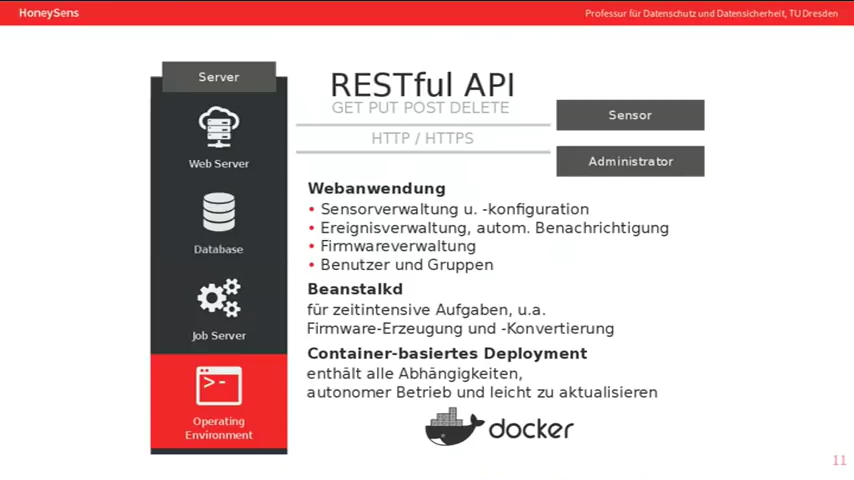 HoneySens
Professur für Datenschutz und Datensicherheit, TU Dresden
Server
Web Server
Database
Job Server
>-
Operating
Environment
RESTful API
GET PUT POST DELETE
HTTP / HTTPS
Sensor
Administrator
Webanwendung
• Sensorverwaltung u. -konfiguration
• Ereignisverwaltung, autom. Benachrichtigung
• Firmwareverwaltung
• Benutzer und Gruppen
Beanstalkd
für zeitintensive Aufgaben, u.a.
Firmware-Erzeugung und -Konvertierung
Container-basiertes Deployment
enthält alle Abhängigkeiten,
autonomer Betrieb und leicht zu aktualisieren
docker
11